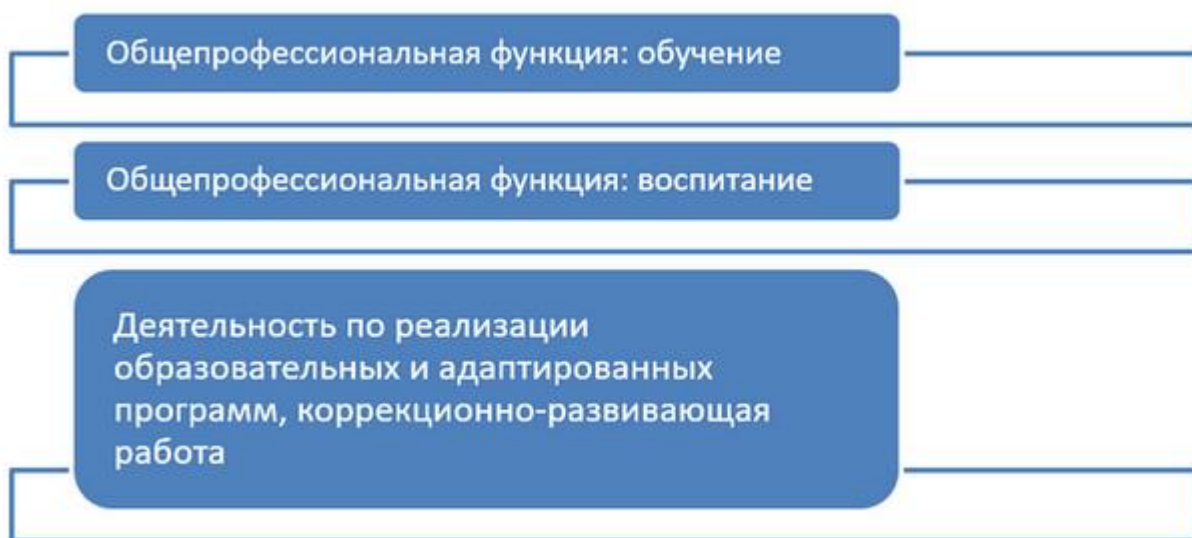 Общепрофессиональная функция: обучение
Общепрофессиональная функция: воспитание
Деятельность по реализации
образовательных и адаптированных
программ, коррекционно-развивающая
работа